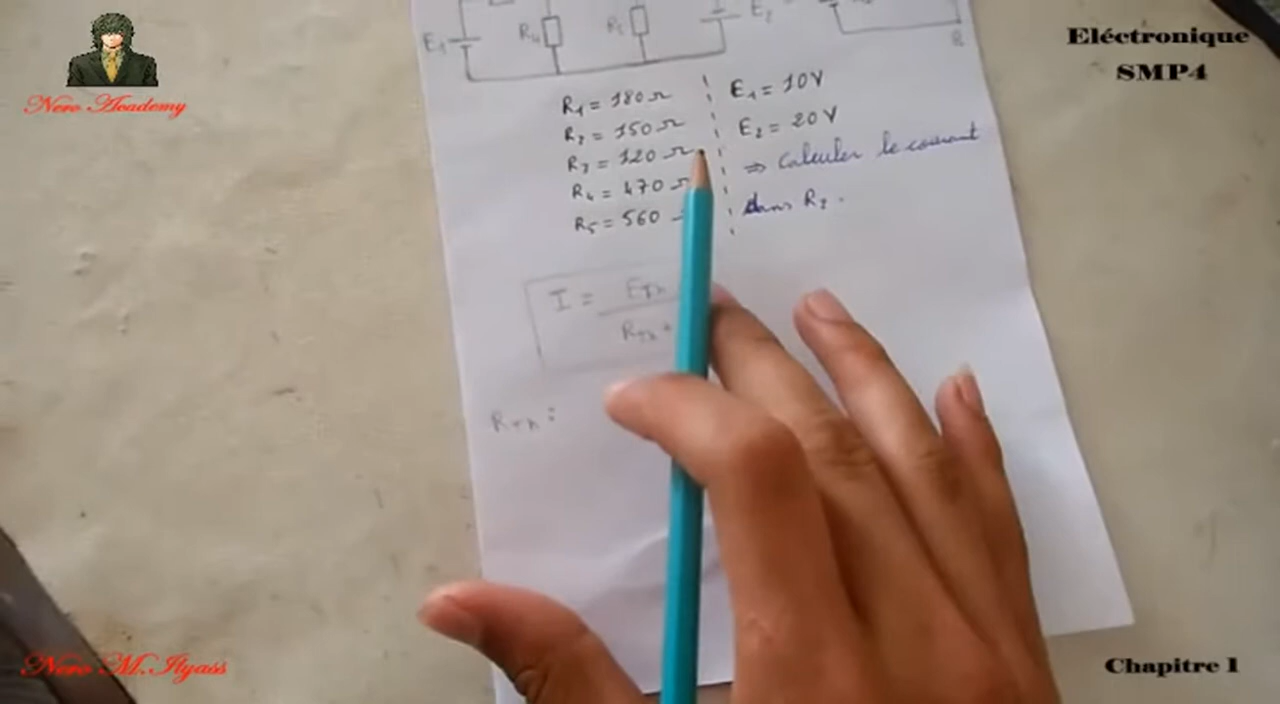 Eléctronique
SMP4
Nero Academy
E₁
R₄
R₅
E₂
B
R₁ = 180 Ω
R₂ = 150 Ω
R₃ = 120 Ω
R₄ = 470 Ω
R₅ = 560
E₁ = 10V
E₂ = 20V
⇒ Calculer le courant
dans R₂.
I = ETh
RTh +
RTh :
Nero M.Ilyass
Chapitre 1